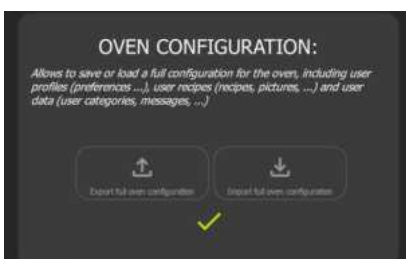 OVEN CONFIGURATION:
Allows to save or load a full configuration for the oven, including user
profiles (preferences ...), user recipes (recipes, pictures, ...) and user
data (user categories, messages, ...)
Export full oven configuration
Import full oven configuration